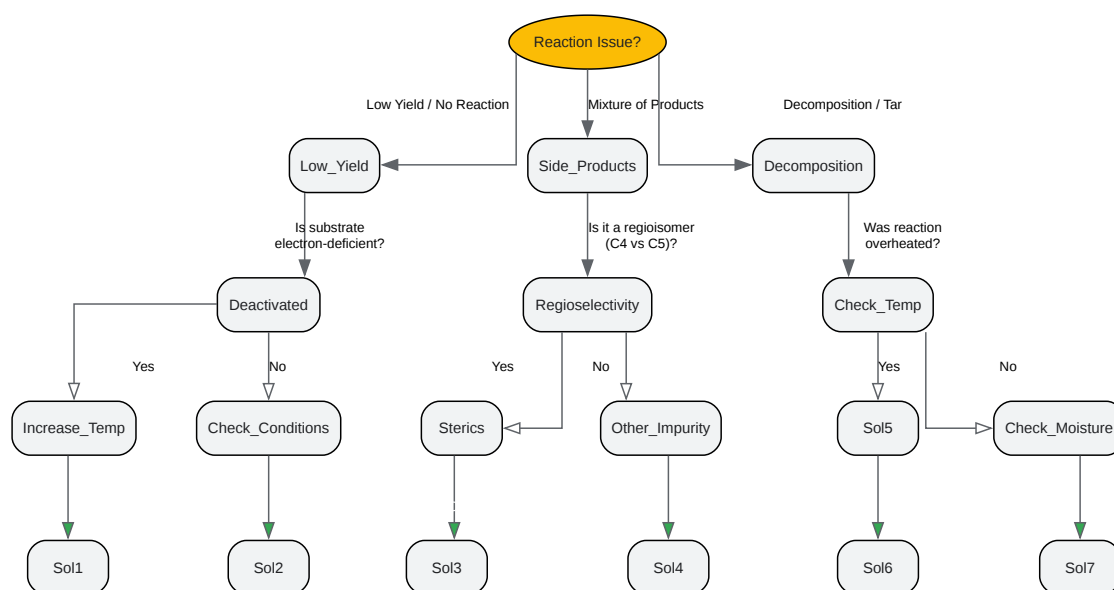 Reaction Issue?
Low Yield / No Reaction
Mixture of Products
Decomposition / Tar
Low_Yield
Side_Products
Decomposition
Is substrate
electron-deficient?
Is it a regioisomer
(C4 vs C5)?
Was reaction
overheated?
Deactivated
Regioselectivity
Check_Temp
Yes
No
Yes
No
Yes
No
Increase_Temp
Check_Conditions
Sterics
Other_Impurity
Sol5
Check_Moisture
Sol1
Sol2
Sol3
Sol4
Sol6
Sol7